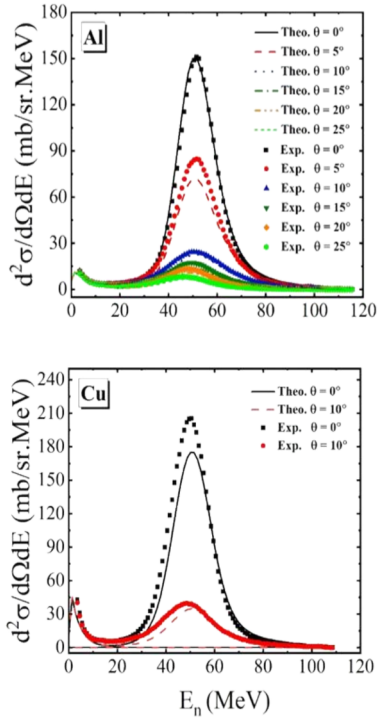 Al
180
150
120
90
60
30
0
d²σ/dΩdE (mb/sr.MeV)
Theo. θ = 0°
Theo. θ = 5°
Theo. θ = 10°
Theo. θ = 15°
Theo. θ = 20°
Theo. θ = 25°
Exp. θ = 0°
Exp. θ = 5°
Exp. θ = 10°
Exp. θ = 15°
Exp. θ = 20°
Exp. θ = 25°
0 20 40 60 80 100 120
Cu
240
210
180
150
120
90
60
30
0
d²σ/dΩdE (mb/sr.MeV)
Theo. θ = 0°
Theo. θ = 10°
Exp. θ = 0°
Exp. θ = 10°
0 20 40 60 80 100 120
Eₙ (MeV)